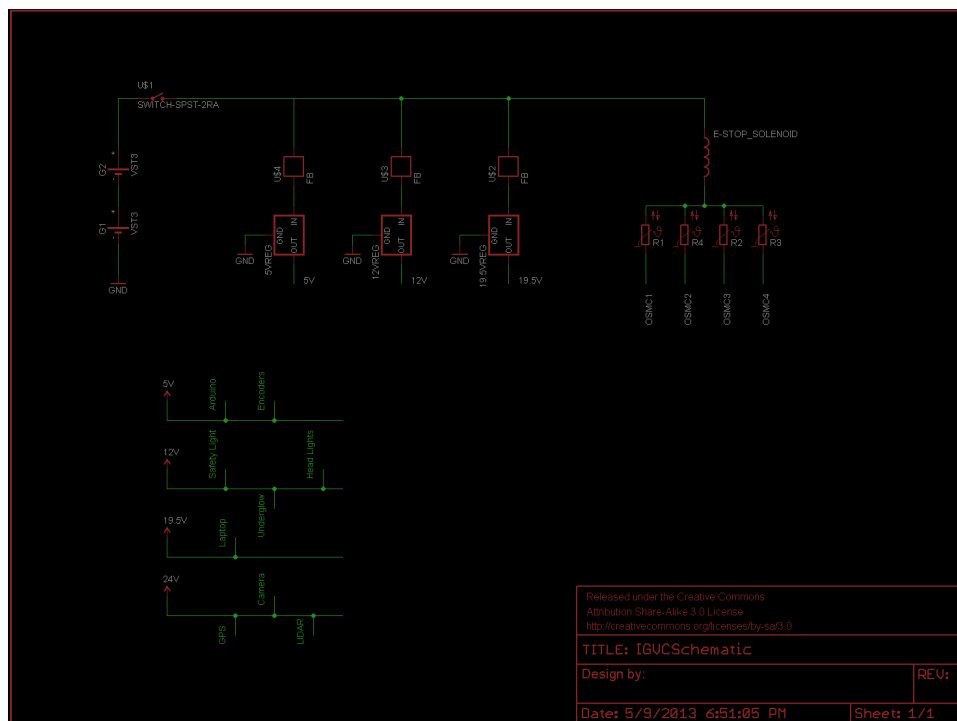 U$1
SWITCH-SPST-2RA
E-STOP_SOLENOID
G2
VST3
U$4
FB
U$3
FB
U$2
FB
G1
VST3
GND
IN
GND
OUT
5VREG
GND
IN
GND
OUT
12VREG
GND
IN
GND
OUT
19.5VREG
R1
R4
R2
R3
GND
5V
12V
19.5V
OSMC1
OSMC2
OSMC3
OSMC4
5V
Arduino
Encoders
12V
Safety Light
Head Lights
Underglow
19.5V
Laptop
24V
Camera
GPS
LIDAR
Released under the Creative Commons
Attribution Share-Alike 3.0 License
http://creativecommons.org/licenses/by-sa/3.0
TITLE: IGVCSchematic
Design by:
REV:
Date: 5/9/2013 6:51:05 PM
Sheet: 1/1